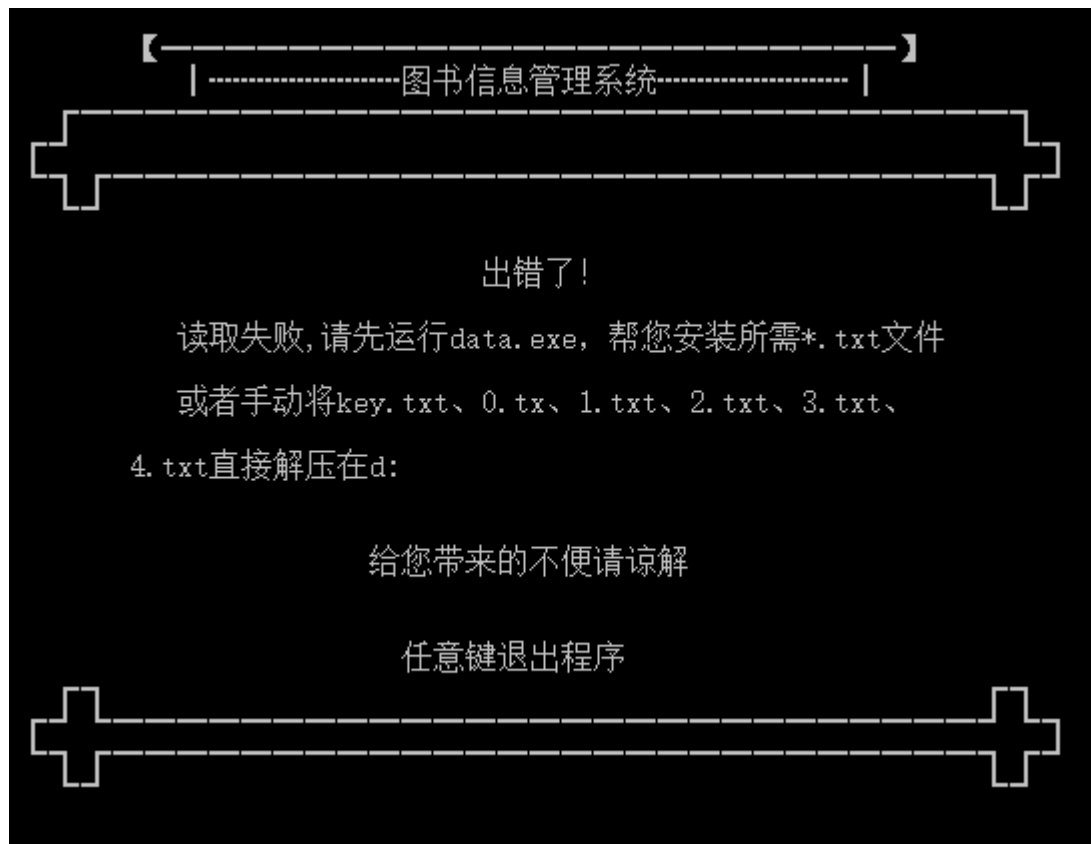 图书信息管理系统
出错了!
读取失败,请先运行data.exe，帮您安装所需*.txt文件
或者手动将key.txt、0.tx、1.txt、2.txt、3.txt、
4.txt直接解压在d:
给您带来的不便请谅解
任意键退出程序